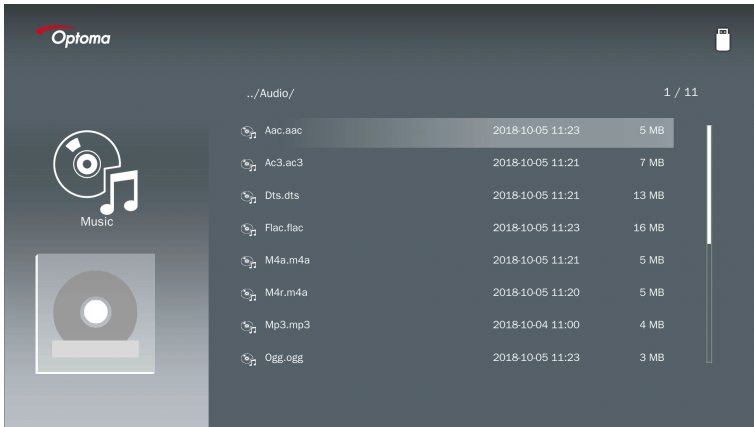 Optoma
../Audio/ 1 / 11
Aac.aac 2018-10-05 11:23 5 MB
Ac3.ac3 2018-10-05 11:21 7 MB
Dts.dts 2018-10-05 11:21 13 MB
Music
Flac.flac 2018-10-05 11:23 16 MB
M4a.m4a 2018-10-05 11:21 5 MB
M4r.m4a 2018-10-05 11:20 5 MB
Mp3.mp3 2018-10-04 11:00 4 MB
Ogg.ogg 2018-10-05 11:23 3 MB